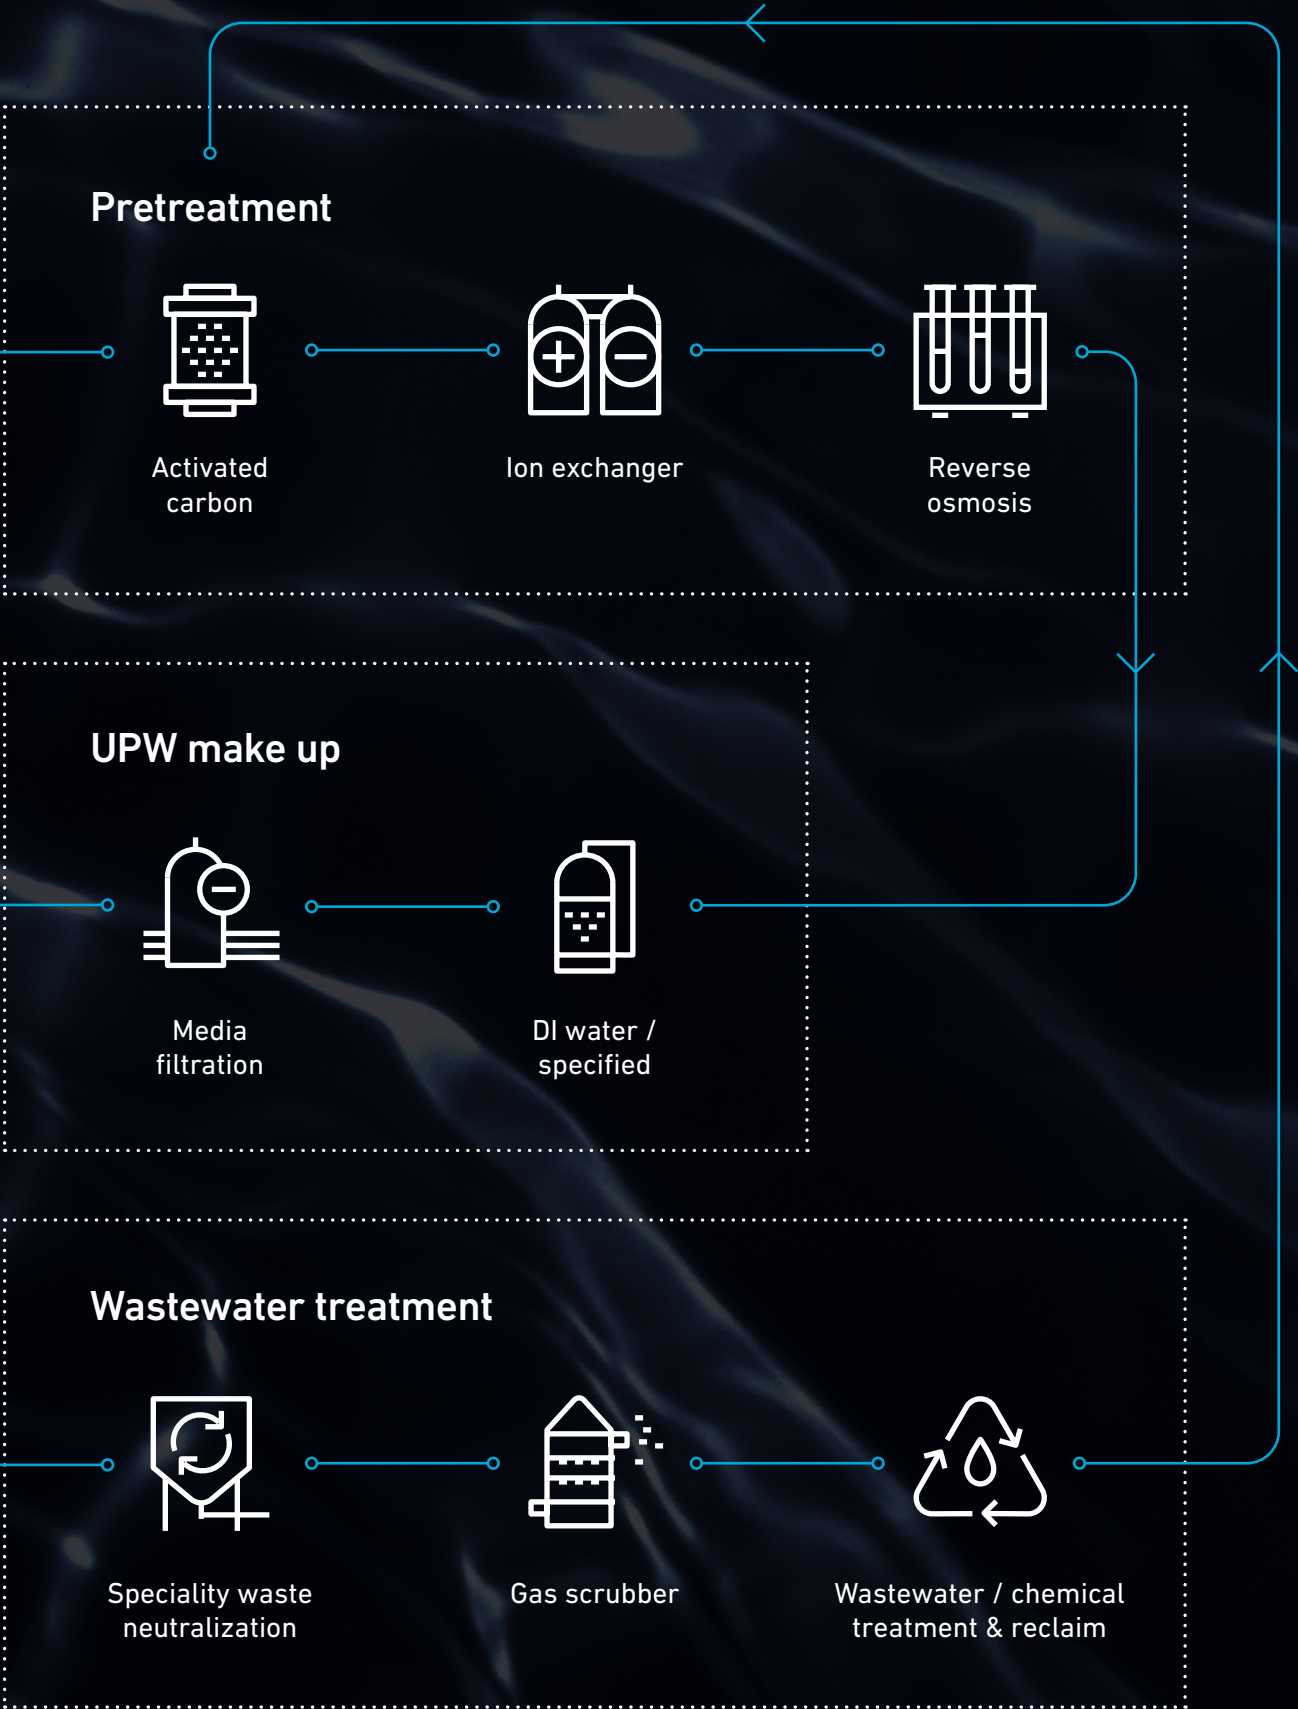 Pretreatment
Activated
carbon
Ion exchanger
Reverse
osmosis
UPW make up
Media
filtration
DI water /
specified
Wastewater treatment
Speciality waste
neutralization
Gas scrubber
Wastewater / chemical
treatment & reclaim